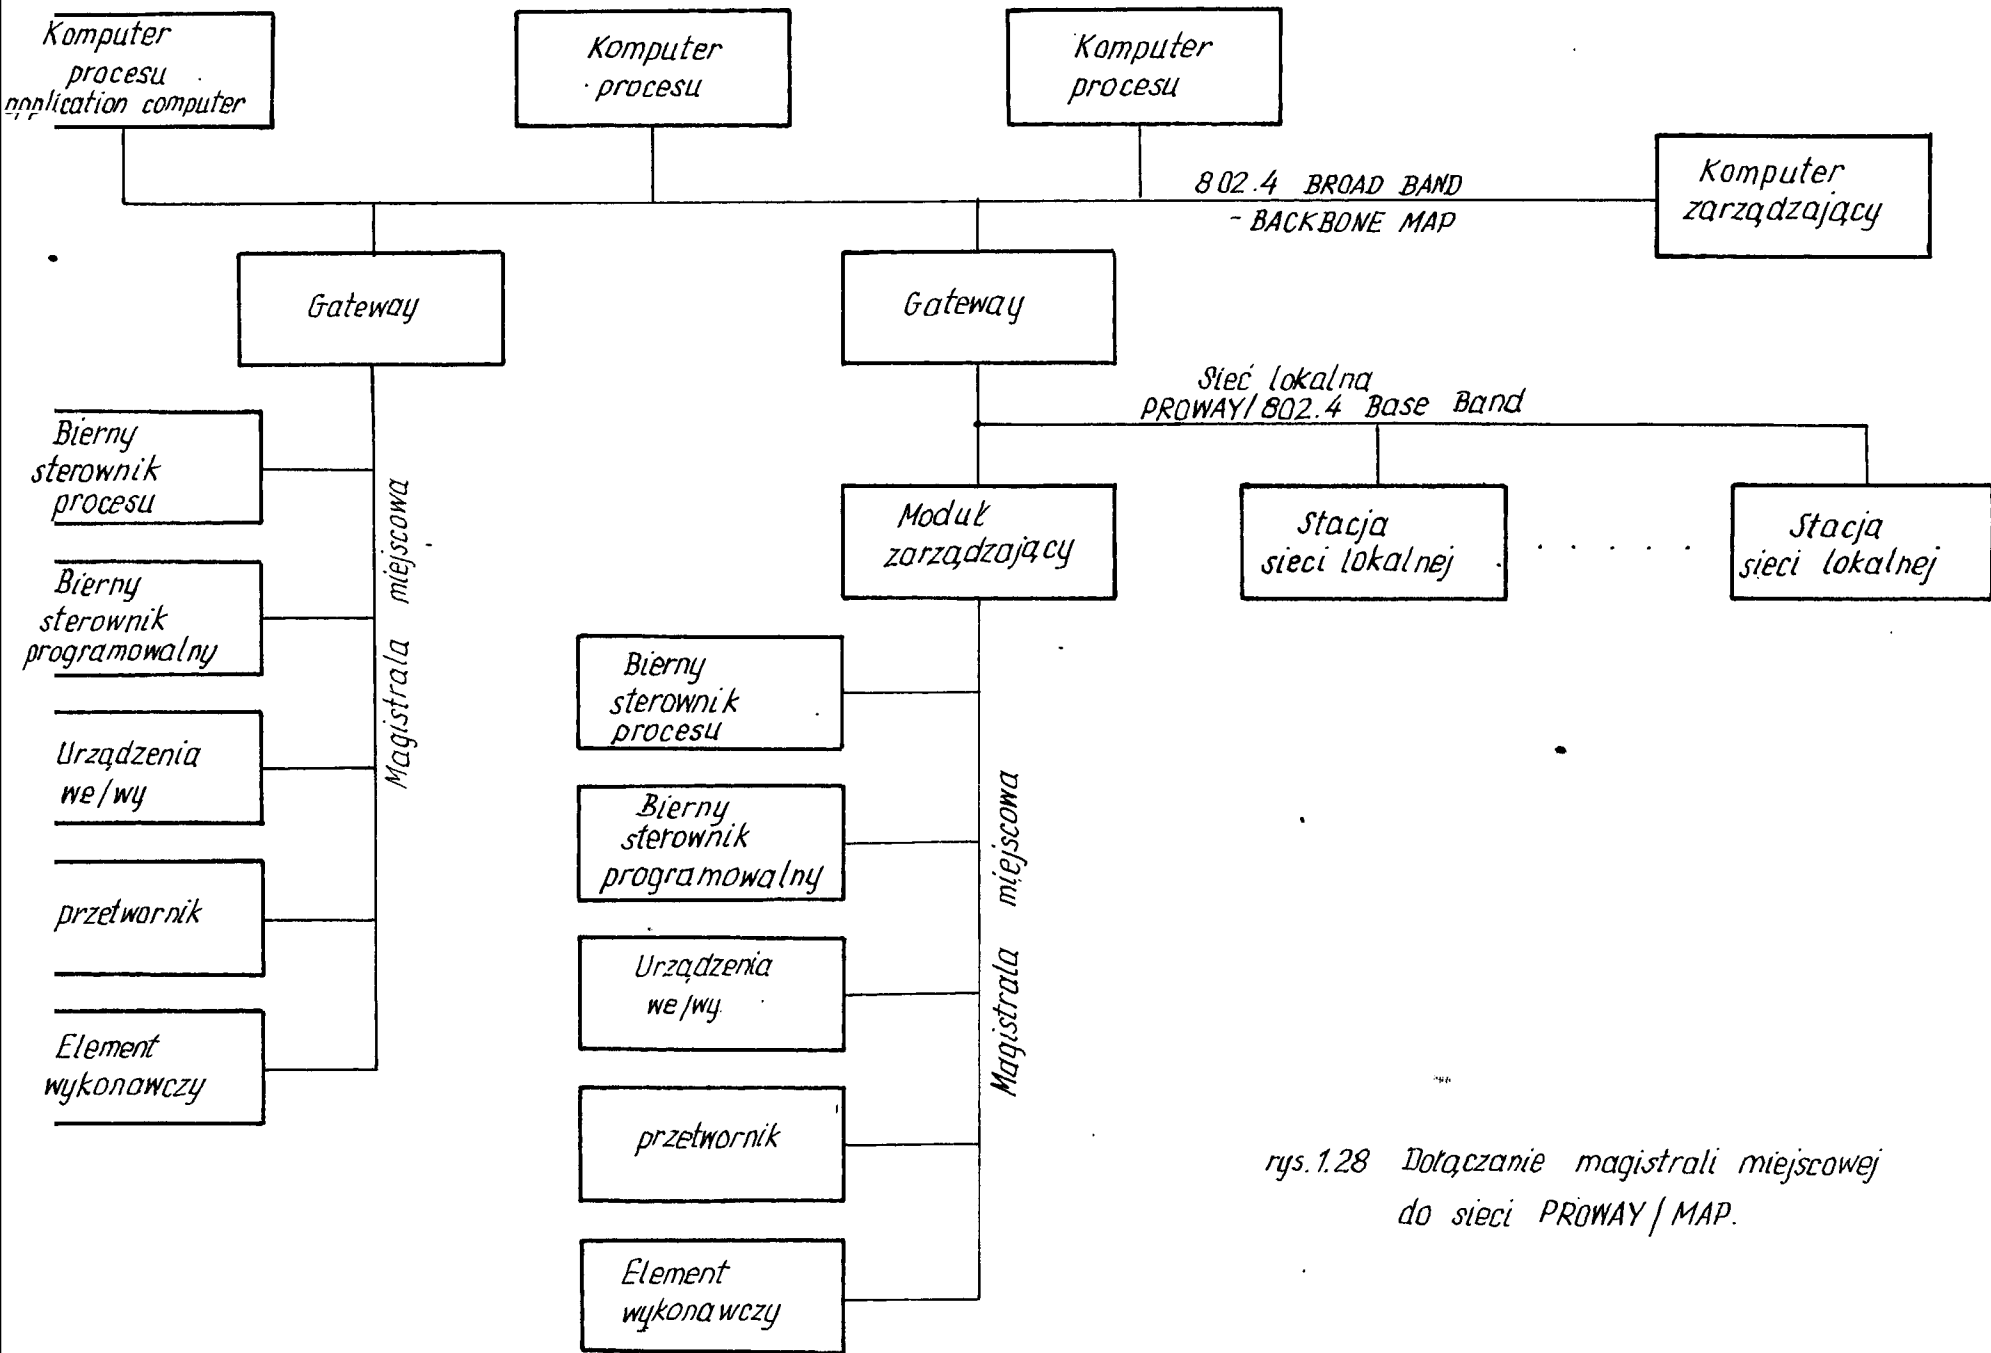 Komputer
procesu
application computer
Komputer
procesu
Komputer
procesu
802.4 BROAD BAND
- BACKBONE MAP
Komputer
zarządzający
Gateway
Gateway
Sieć lokalna
PROWAY/802.4 Base Band
Bierny
sterownik
procesu
Bierny
sterownik
programowalny
Urządzenia
we/wy
przetwornik
Element
wykonawczy
Magistrala miejscowa
Moduł
zarządzający
Stacja
sieci lokalnej
. . . . .
Stacja
sieci lokalnej
Bierny
sterownik
procesu
Bierny
sterownik
programowalny
Urządzenia
we/wy
przetwornik
Element
wykonawczy
Magistrala miejscowa
rys. 1.28 Dołączanie magistrali miejscowej
do sieci PROWAY / MAP.